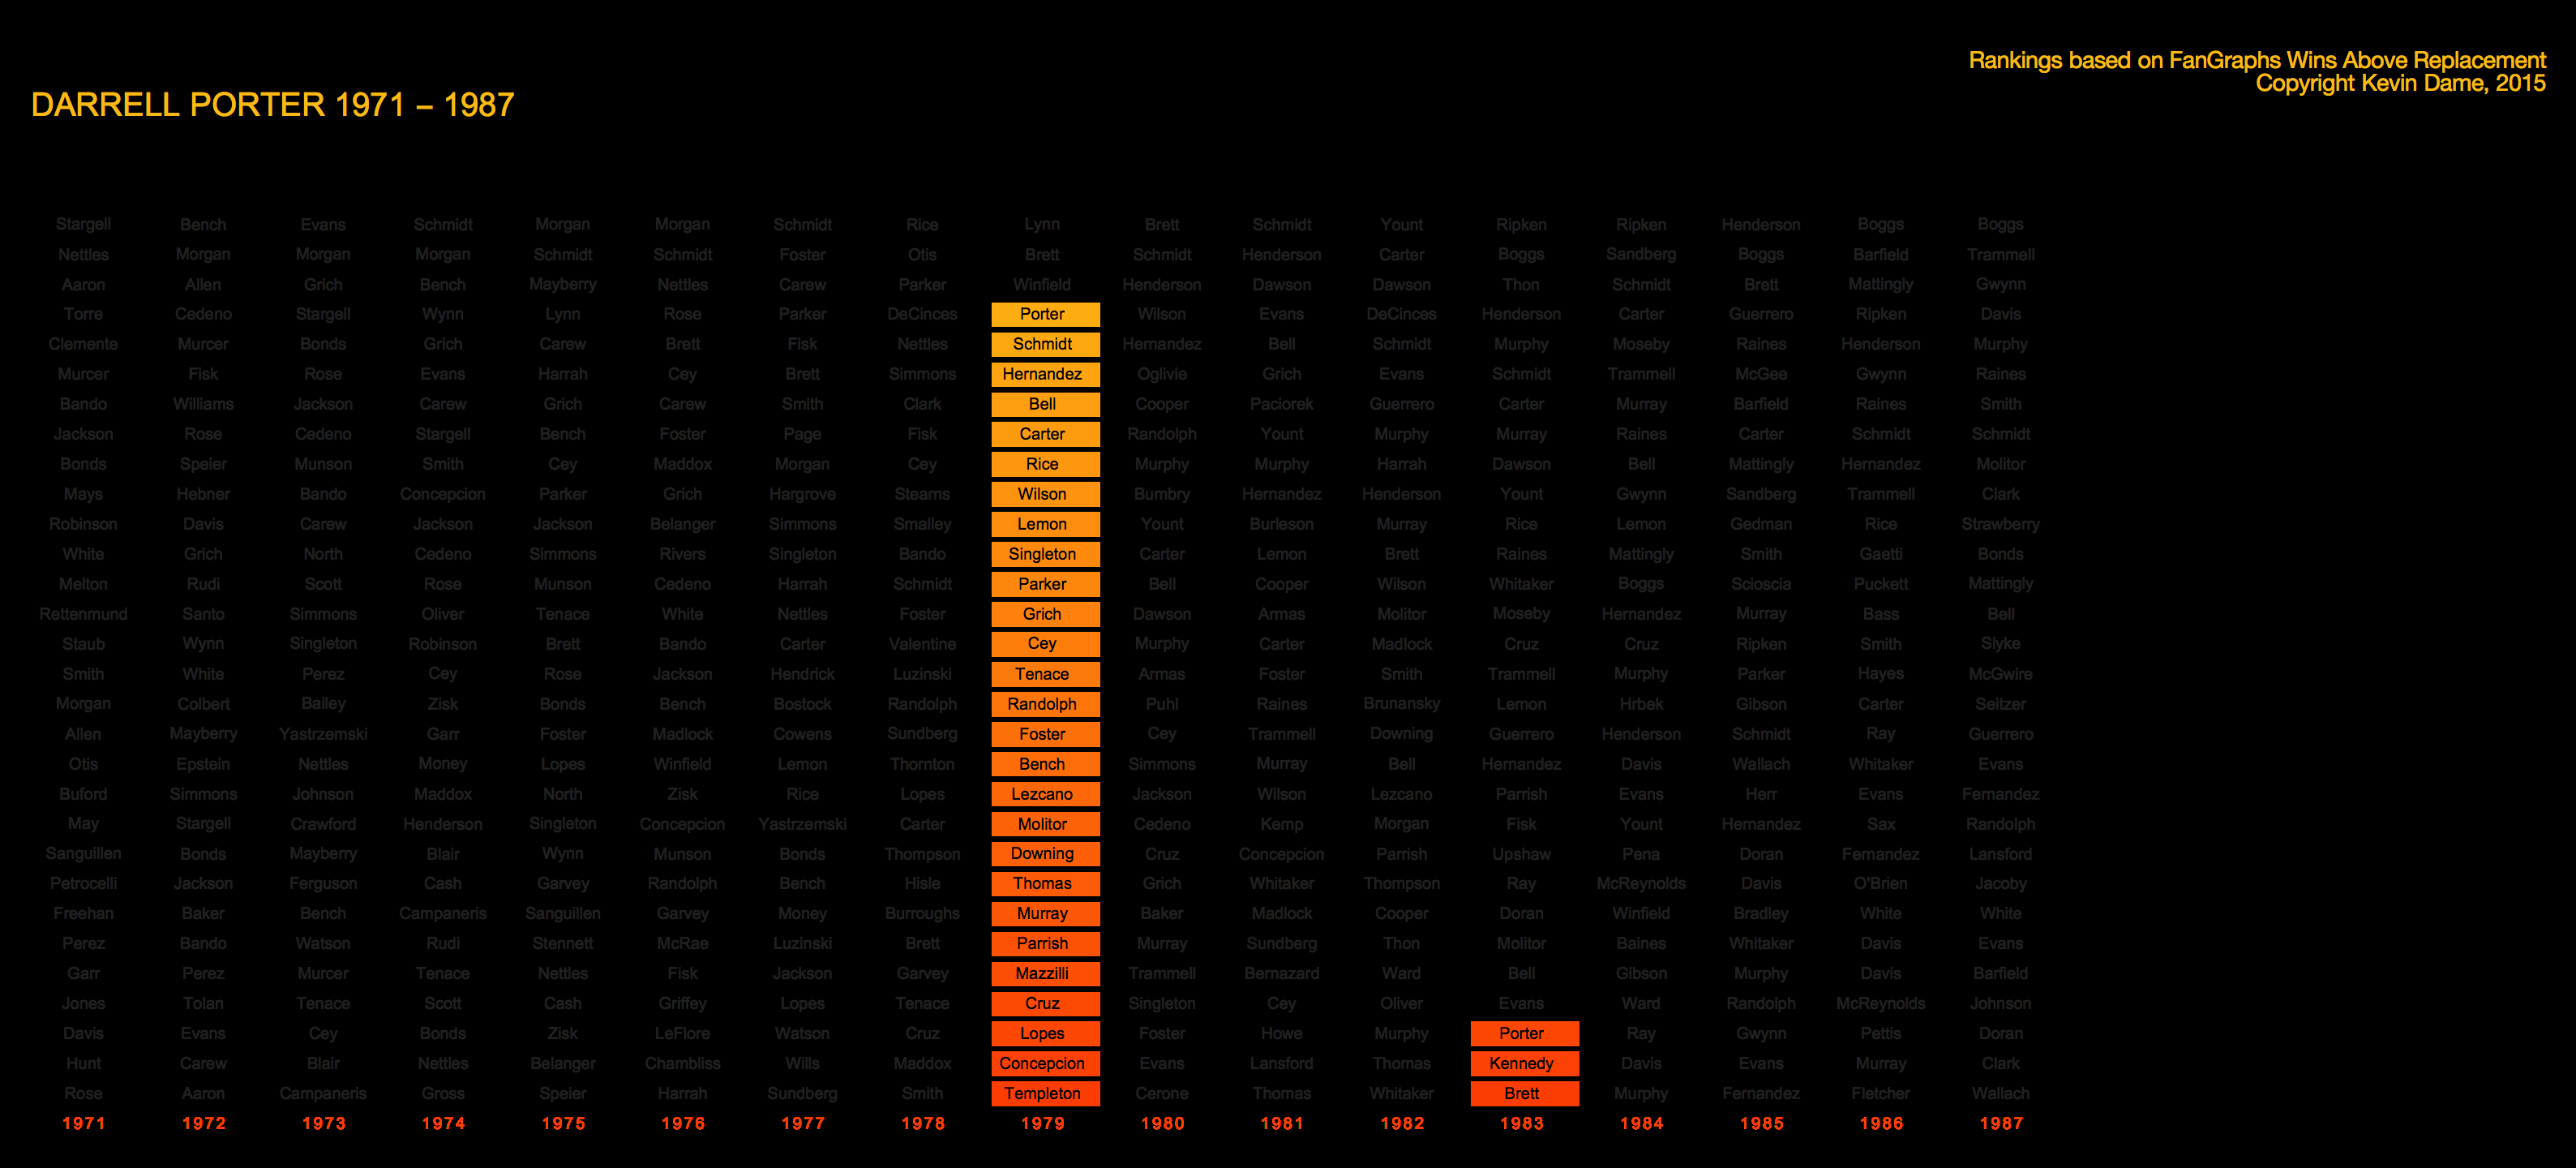 Rankings based on FanGraphs Wins Above Replacement
Copyright Kevin Dame, 2015
DARRELL PORTER 1971 – 1987
Stargell Bench Evans Schmidt Morgan Morgan Schmidt Rice Lynn Brett Schmidt Yount Ripken Ripken Henderson Boggs Boggs
Nettles Morgan Morgan Morgan Schmidt Schmidt Foster Otis Brett Schmidt Henderson Carter Boggs Sandberg Boggs Barfield Trammell
Aaron Allen Grich Bench Mayberry Nettles Carew Parker Winfield Henderson Dawson Dawson Thon Schmidt Brett Mattingly Gwynn
Torre Cedeno Stargell Wynn Lynn Rose Parker DeCinces Porter Wilson Evans DeCinces Henderson Carter Guerrero Ripken Davis
Clemente Murcer Bonds Grich Carew Brett Fisk Nettles Schmidt Hernandez Bell Schmidt Murphy Moseby Raines Henderson Murphy
Murcer Fisk Rose Evans Harrah Cey Brett Simmons Hernandez Oglivie Grich Evans Schmidt Trammell McGee Gwynn Raines
Bando Williams Jackson Carew Grich Carew Smith Clark Bell Cooper Paciorek Guerrero Carter Murray Barfield Raines Smith
Jackson Rose Cedeno Stargell Bench Foster Page Fisk Carter Randolph Yount Murphy Murray Raines Carter Schmidt Schmidt
Bonds Speier Munson Smith Cey Maddox Morgan Cey Rice Murphy Murphy Harrah Dawson Bell Mattingly Hernandez Molitor
Mays Hebner Bando Concepcion Parker Grich Hargrove Stearns Wilson Bumbry Hernandez Henderson Yount Gwynn Sandberg Trammell Clark
Robinson Davis Carew Jackson Jackson Belanger Simmons Smalley Lemon Yount Burleson Murray Rice Lemon Gedman Rice Strawberry
White Grich North Cedeno Simmons Rivers Singleton Bando Singleton Carter Lemon Brett Raines Mattingly Smith Gaetti Bonds
Melton Rudi Scott Rose Munson Cedeno Harrah Schmidt Parker Bell Cooper Wilson Whitaker Boggs Scioscia Puckett Mattingly
Rettenmund Santo Simmons Oliver Tenace White Nettles Foster Grich Dawson Armas Molitor Moseby Hernandez Murray Bass Bell
Staub Wynn Singleton Robinson Brett Bando Carter Valentine Cey Murphy Carter Madlock Cruz Cruz Ripken Smith Slyke
Smith White Perez Cey Rose Jackson Hendrick Luzinski Tenace Armas Foster Smith Trammell Murphy Parker Hayes McGwire
Morgan Colbert Bailey Zisk Bonds Bench Bostock Randolph Randolph Puhl Raines Brunansky Lemon Hrbek Gibson Carter Seitzer
Allen Mayberry Yastrzemski Garr Foster Madlock Cowens Sundberg Foster Cey Trammell Downing Guerrero Henderson Schmidt Ray Guerrero
Otis Epstein Nettles Money Lopes Winfield Lemon Thornton Bench Simmons Murray Bell Hernandez Davis Wallach Whitaker Evans
Buford Simmons Johnson Maddox North Zisk Rice Lopes Lezcano Jackson Wilson Lezcano Parrish Evans Herr Evans Fernandez
May Stargell Crawford Henderson Singleton Concepcion Yastrzemski Carter Molitor Cedeno Kemp Morgan Fisk Yount Hernandez Sax Randolph
Sanguillen Bonds Mayberry Blair Wynn Munson Bonds Thompson Downing Cruz Concepcion Parrish Upshaw Pena Doran Fernandez Lansford
Petrocelli Jackson Ferguson Cash Garvey Randolph Bench Hisle Thomas Grich Whitaker Thompson Ray McReynolds Davis O'Brien Jacoby
Freehan Baker Bench Campaneris Sanguillen Garvey Money Burroughs Murray Baker Madlock Cooper Doran Winfield Bradley White White
Perez Bando Watson Rudi Stennett McRae Luzinski Brett Parrish Murray Sundberg Thon Molitor Baines Whitaker Davis Evans
Garr Perez Murcer Tenace Nettles Fisk Jackson Garvey Mazzilli Trammell Bernazard Ward Bell Gibson Murphy Davis Barfield
Jones Tolan Tenace Scott Cash Griffey Lopes Tenace Cruz Singleton Cey Oliver Evans Ward Randolph McReynolds Johnson
Davis Evans Cey Bonds Zisk LeFlore Watson Cruz Lopes Foster Howe Murphy Porter Ray Gwynn Pettis Doran
Hunt Carew Blair Nettles Belanger Chambliss Wills Maddox Concepcion Evans Lansford Thomas Kennedy Davis Evans Murray Clark
Rose Aaron Campaneris Gross Speier Harrah Sundberg Smith Templeton Cerone Thomas Whitaker Brett Murphy Fernandez Fletcher Wallach
1971 1972 1973 1974 1975 1976 1977 1978 1979 1980 1981 1982 1983 1984 1985 1986 1987